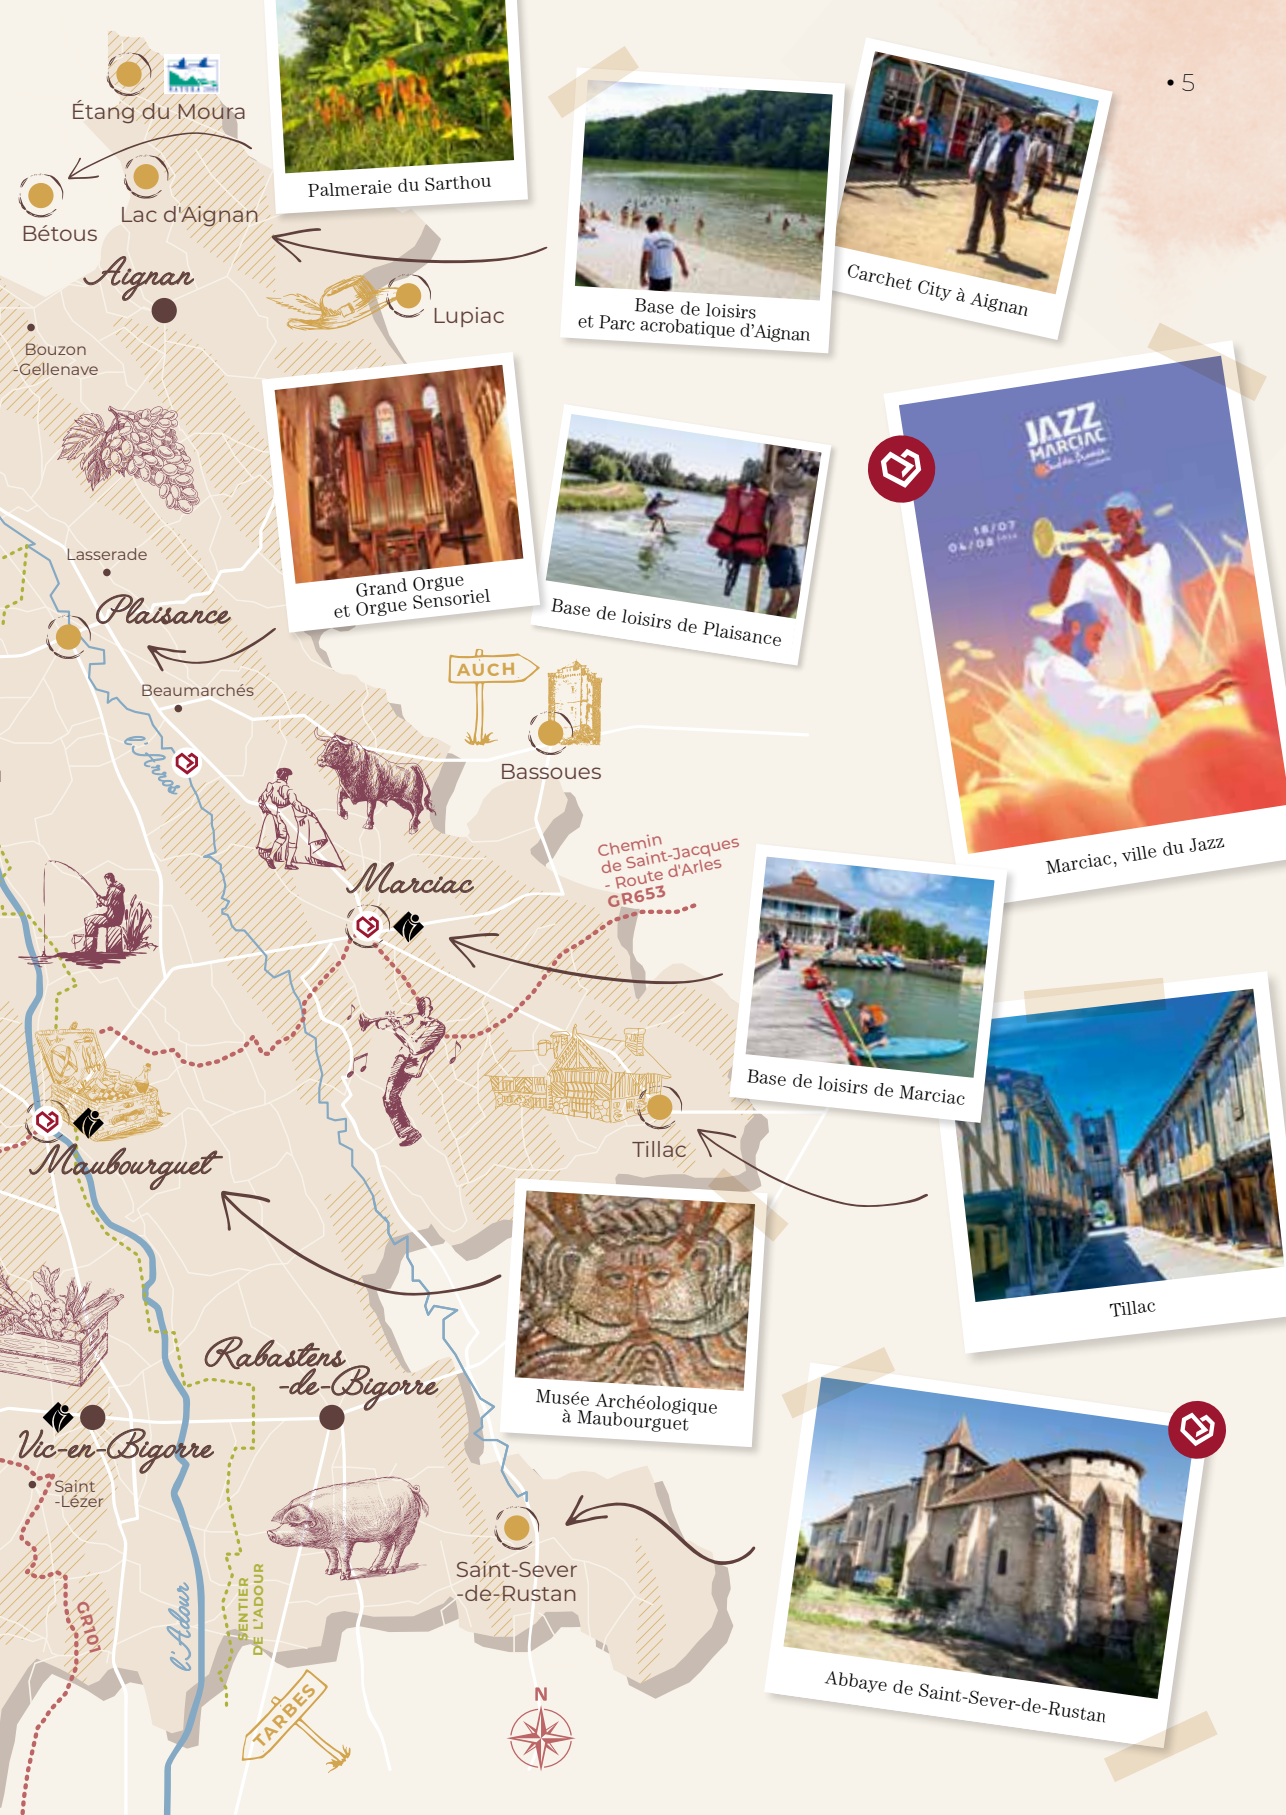 • 5
Étang du Moura
Bétous
Lac d'Aignan
Palmeraie du Sarthou
Base de loisirs
et Parc acrobatique d'Aignan
Carchet City à Aignan
Aignan
Lupiac
Bouzon
-Gellenave
JAZZ
MARCIAC
18/07
04/08
Marciac, ville du Jazz
Grand Orgue
et Orgue Sensoriel
Base de loisirs de Plaisance
Lasserade
Plaisance
Beaumarchés
l'Arros
AUCH
Bassoues
Chemin
de Saint-Jacques
- Route d'Arles
GR653
Marciac
Base de loisirs de Marciac
Maubourguet
Tillac
Tillac
Musée Archéologique
à Maubourguet
Rabastens
-de-Bigorre
Vic-en-Bigorre
Saint
-Lézer
Saint-Sever
-de-Rustan
Abbaye de Saint-Sever-de-Rustan
GR101
l'Adour
SENTIER
DE L'ADOUR
TARBES
N